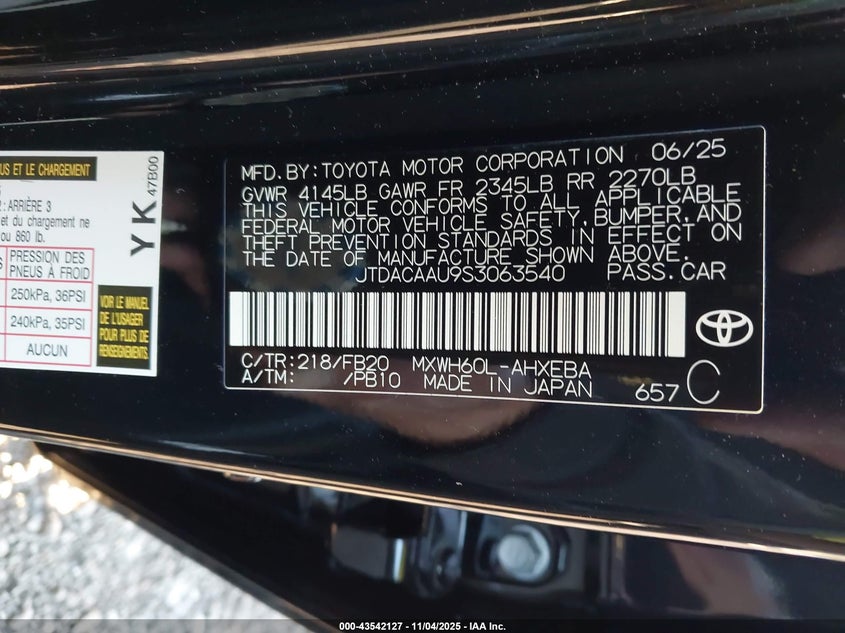 US ET LE CHARGEMENT
2: ARRIÈRE 3
et du chargement ne
ou 860 lb.
PRESSION DES
PNEUS À FROID
250kPa, 36PSI
240kPa, 35PSI
AUCUN
VOIR LE MANUEL
DE L'USAGER
POUR PLUS DE
RENSEIGNEMENTS
YK 47B00
MFD.BY:TOYOTA MOTOR CORPORATION 06/25
GVWR 4145LB GAWR FR 2345LB RR 2270LB
THIS VEHICLE CONFORMS TO ALL APPLICABLE
FEDERAL MOTOR VEHICLE SAFETY,BUMPER,AND
THEFT PREVENTION STANDARDS IN EFFECT ON
THE DATE OF MANUFACTURE SHOWN ABOVE.
JTDACAAU9S3063540 PASS.CAR
C/TR:218/FB20 MXWH60L-AHXEBA
A/TM: /PB10 MADE IN JAPAN 657 C
000-43542127 - 11/04/2025 - IAA Inc.